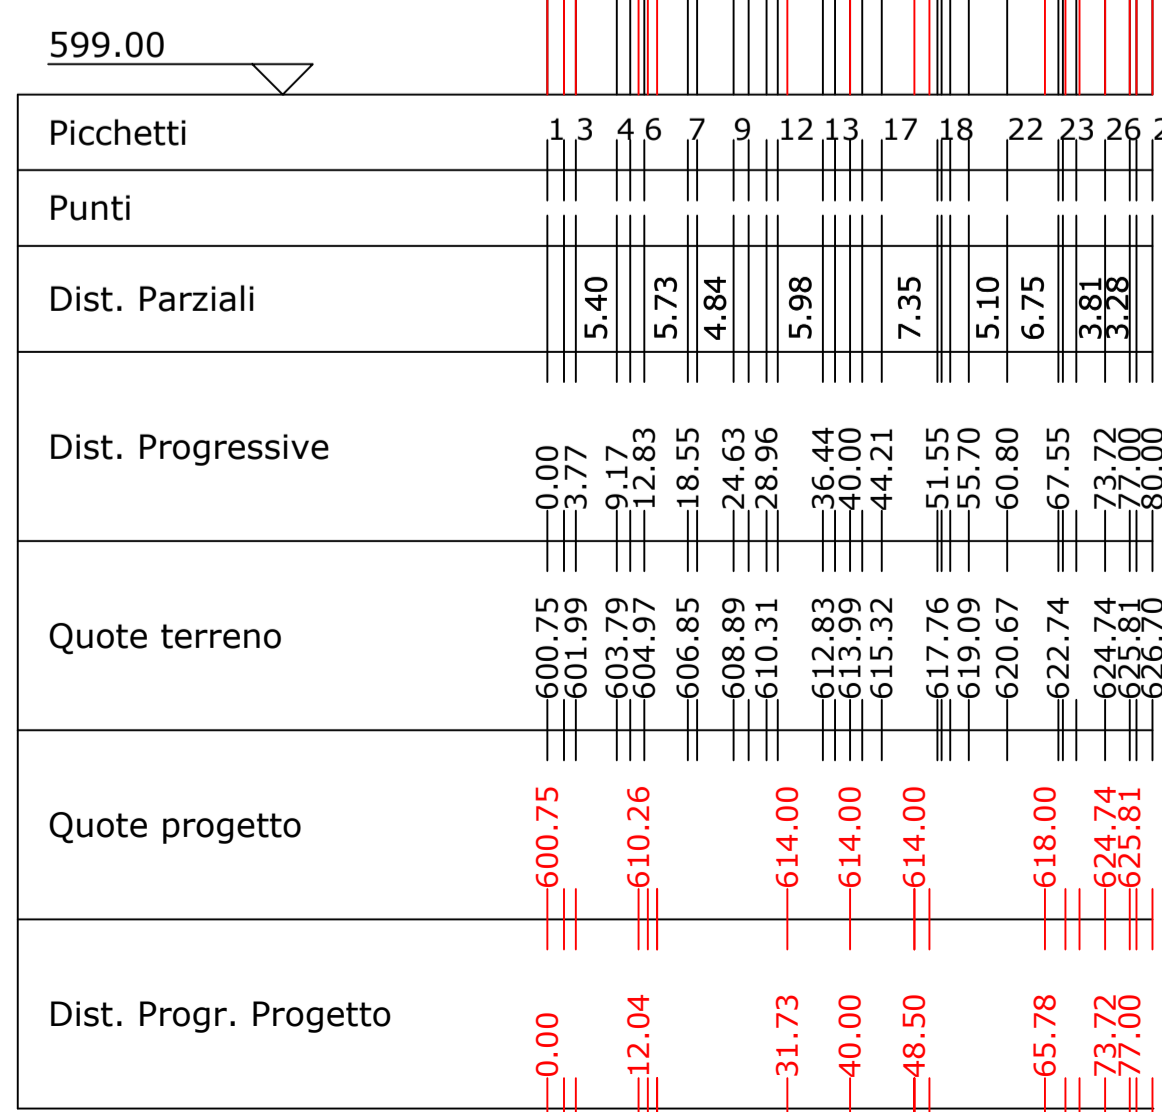 599.00
Picchetti 1 3 4 6 7 9 12 13 17 18 22 23 26
Punti
Dist. Parziali 5.40 5.73 4.84 5.98 7.35 5.10 6.75 3.81 3.28
Dist. Progressive 0.00 3.77 9.17 12.83 18.55 24.63 28.96 36.44 40.00 44.21 51.55 55.70 60.80 67.55 73.72 77.00 80.00
Quote terreno 600.75 601.99 603.79 604.97 606.85 608.89 610.31 612.83 613.99 615.32 617.76 619.09 620.67 622.74 624.74 625.81 626.70
Quote progetto 600.75 610.26 614.00 614.00 614.00 618.00 624.74 625.81
Dist. Progr. Progetto 0.00 12.04 31.73 40.00 48.50 65.78 73.72 77.00